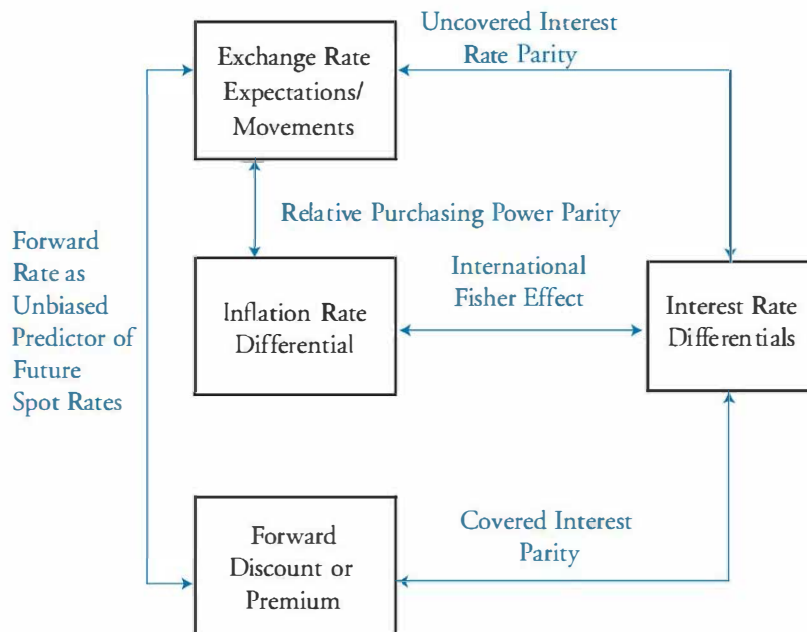 Uncovered Interest
Rate Parity
Exchange Rate
Expectations/
Movements
Relative Purchasing Power Parity
Forward
Rate as
Unbiased
Predictor of
Future
Spot Rates
International
Fisher Effect
Inflation Rate
Differential
Interest Rate
Differentials
Covered Interest
Parity
Forward
Discount or
Premium